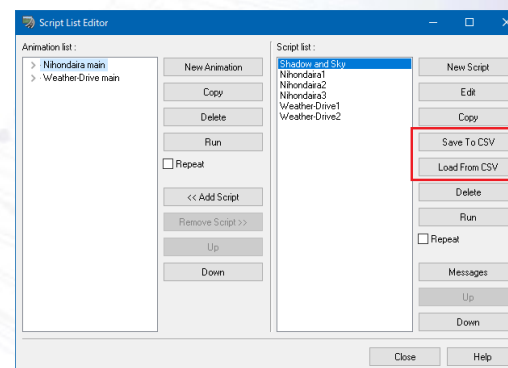 Script List Editor
Animation list :
Nihondaira main
Weather-Drive main
New Animation
Copy
Delete
Run
Repeat
<< Add Script
Remove Script >>
Up
Down
Script list :
Shadow and Sky
Nihondaira1
Nihondaira2
Nihondaira3
Weather-Drive1
Weather-Drive2
New Script
Edit
Copy
Save To CSV
Load From CSV
Delete
Run
Repeat
Messages
Up
Down
Close
Help